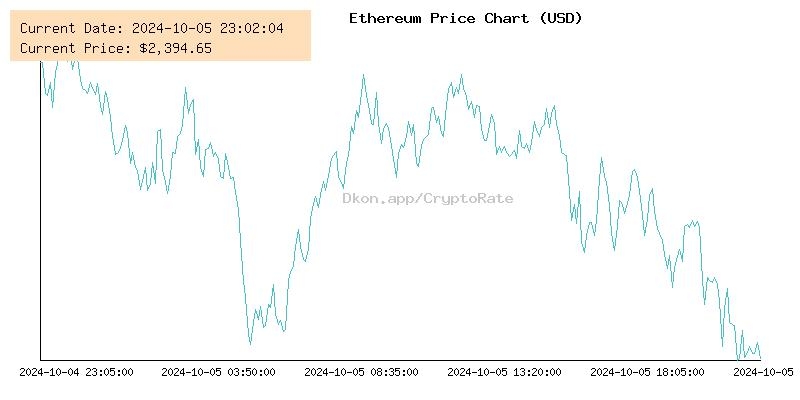 Ethereum Price Chart (USD)
Current Date: 2024-10-05 23:02:04
Current Price: $2,394.65
Dkon.app/CryptoRate
2024-10-04 23:05:00 2024-10-05 03:50:00 2024-10-05 08:35:00 2024-10-05 13:20:00 2024-10-05 18:05:00 2024-10-05